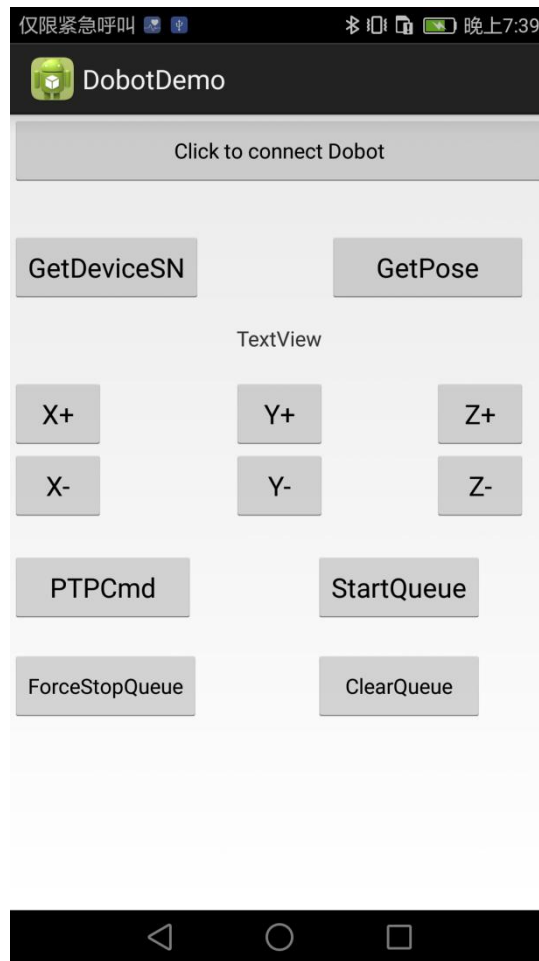 仅限紧急呼叫 晚上7:39
DobotDemo
Click to connect Dobot
GetDeviceSN GetPose
TextView
X+ Y+ Z+
X- Y- Z-
PTPCmd StartQueue
ForceStopQueue ClearQueue